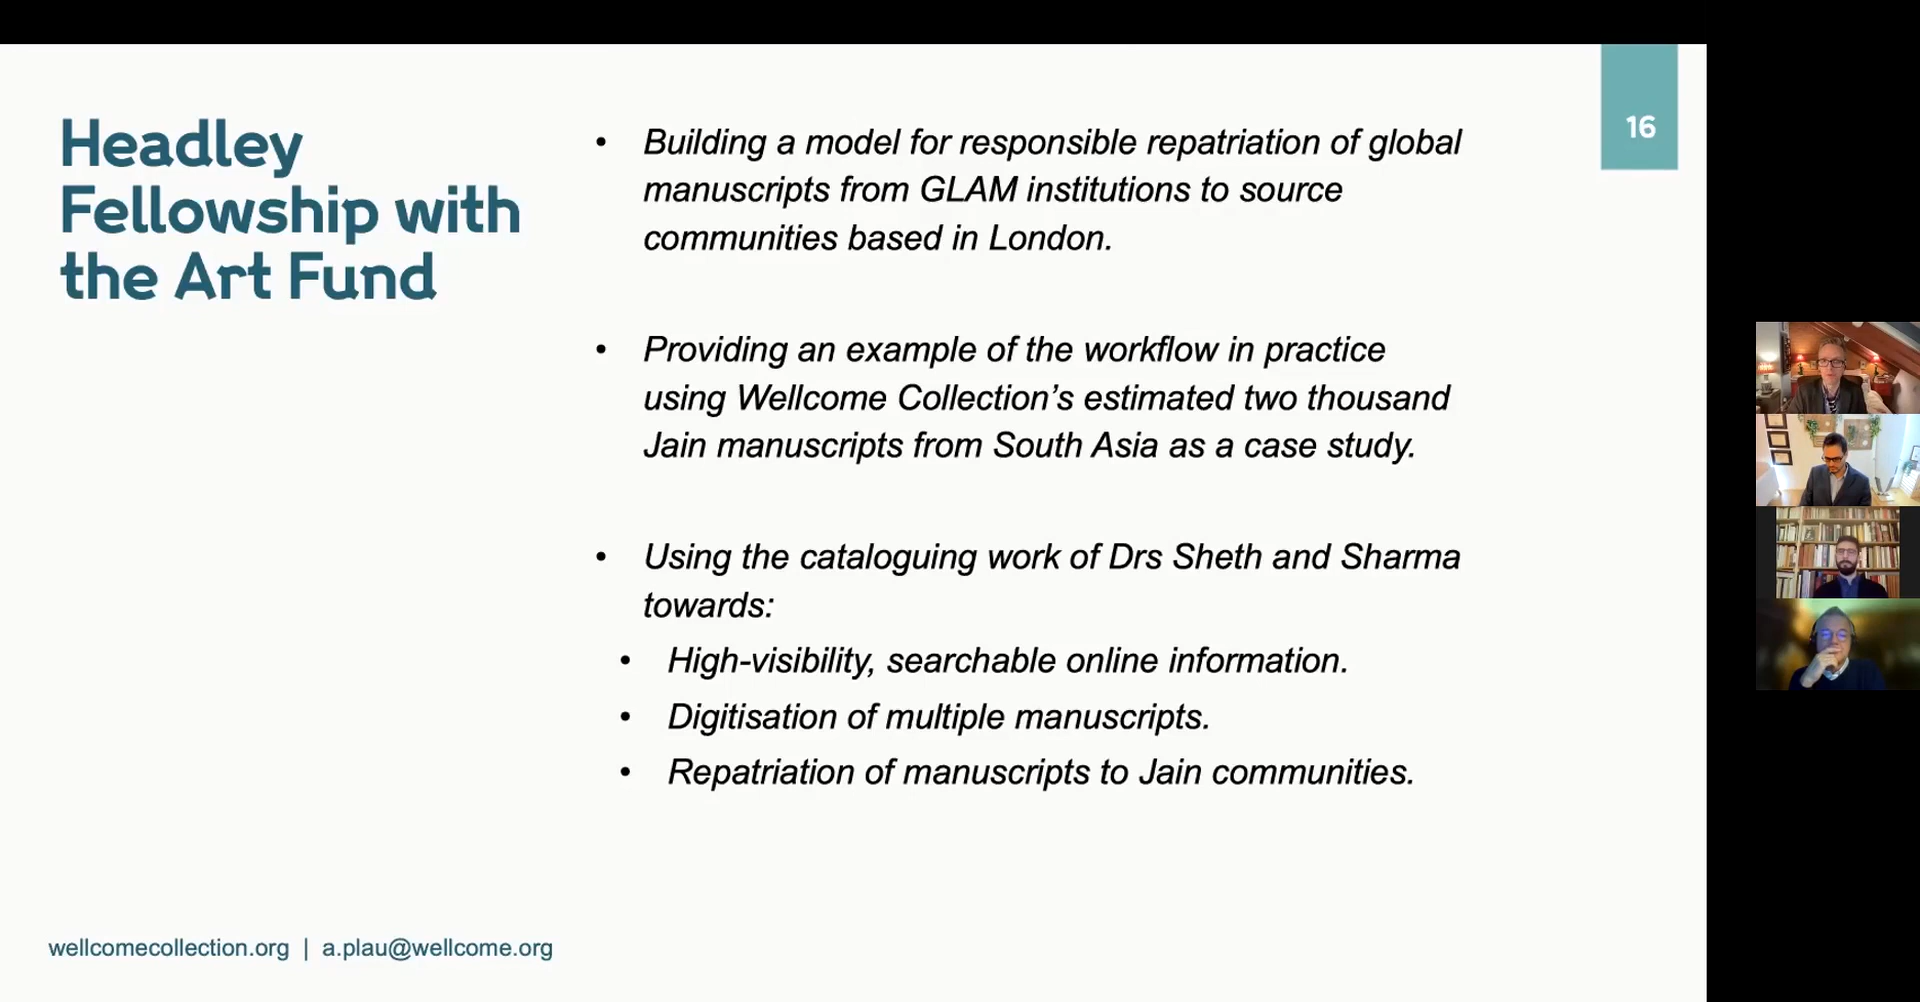 Headley
Fellowship with
the Art Fund
16
• Building a model for responsible repatriation of global
manuscripts from GLAM institutions to source
communities based in London.
• Providing an example of the workflow in practice
using Wellcome Collection’s estimated two thousand
Jain manuscripts from South Asia as a case study.
• Using the cataloguing work of Drs Sheth and Sharma
towards:
• High-visibility, searchable online information.
• Digitisation of multiple manuscripts.
• Repatriation of manuscripts to Jain communities.
wellcomecollection.org | a.plau@wellcome.org